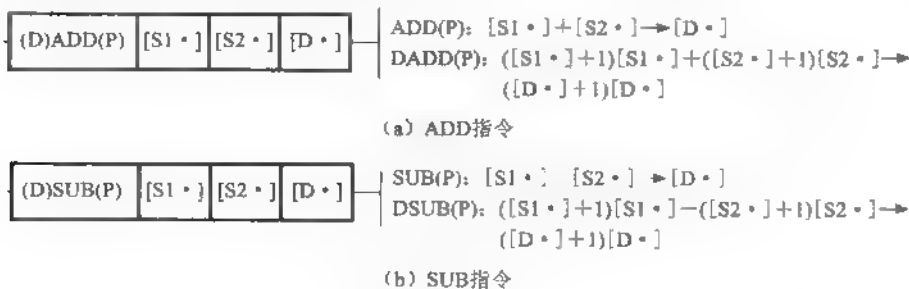 (D)ADD(P) [S1 •] [S2 •] [D •] ADD(P): [S1 •]+[S2 •]→[D •]
DADD(P): ([S1 •]+1)[S1 •]+([S2 •]+1)[S2 •]→
([D •]+1)[D •]
(a) ADD指令
(D)SUB(P) [S1 •] [S2 •] [D •] SUB(P): [S1 •] [S2 •] →[D •]
DSUB(P): ([S1 •]+1)[S1 •]−([S2 •]+1)[S2 •]→
([D •]+1)[D •]
(b) SUB指令